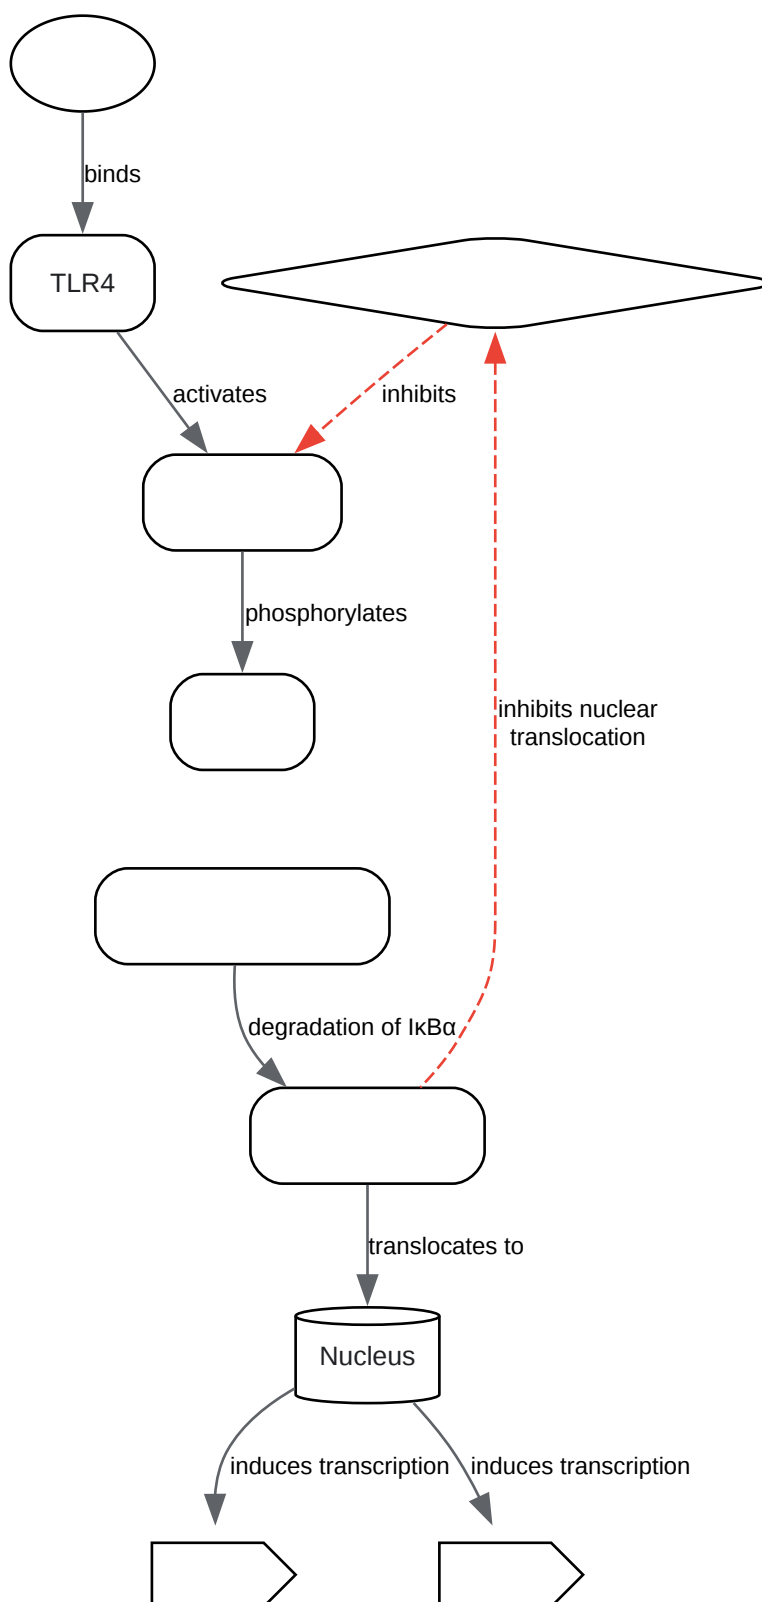 binds
TLR4
activates
inhibits
phosphorylates
inhibits nuclear
translocation
degradation of IκBα
translocates to
Nucleus
induces transcription
induces transcription